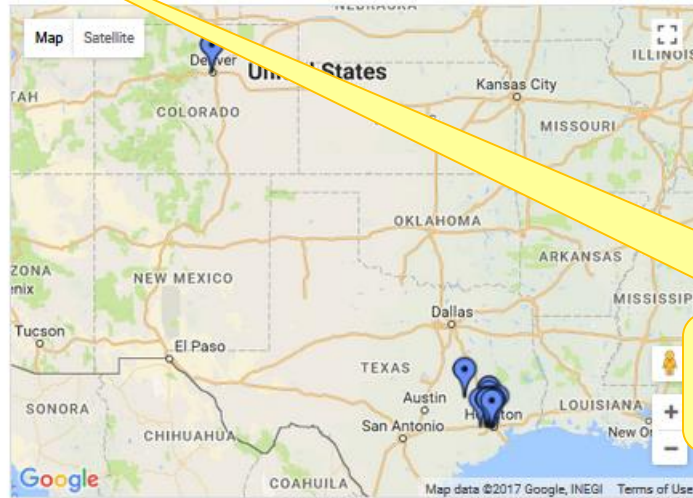 NEBRASKA
Map Satellite
ILLINOIS
Denver
United States
Kansas City
TAH
COLORADO
MISSOURI
OKLAHOMA
ARKANSAS
ZONA
NEW MEXICO
enix
MISSISSIP
Dallas
Tucson
El Paso
TEXAS
Austin
Houston
LOUISIANA
SONORA
San Antonio
New Or
CHIHUAHUA
Google
COAHUILA
Map data ©2017 Google, INEGI Terms of Use